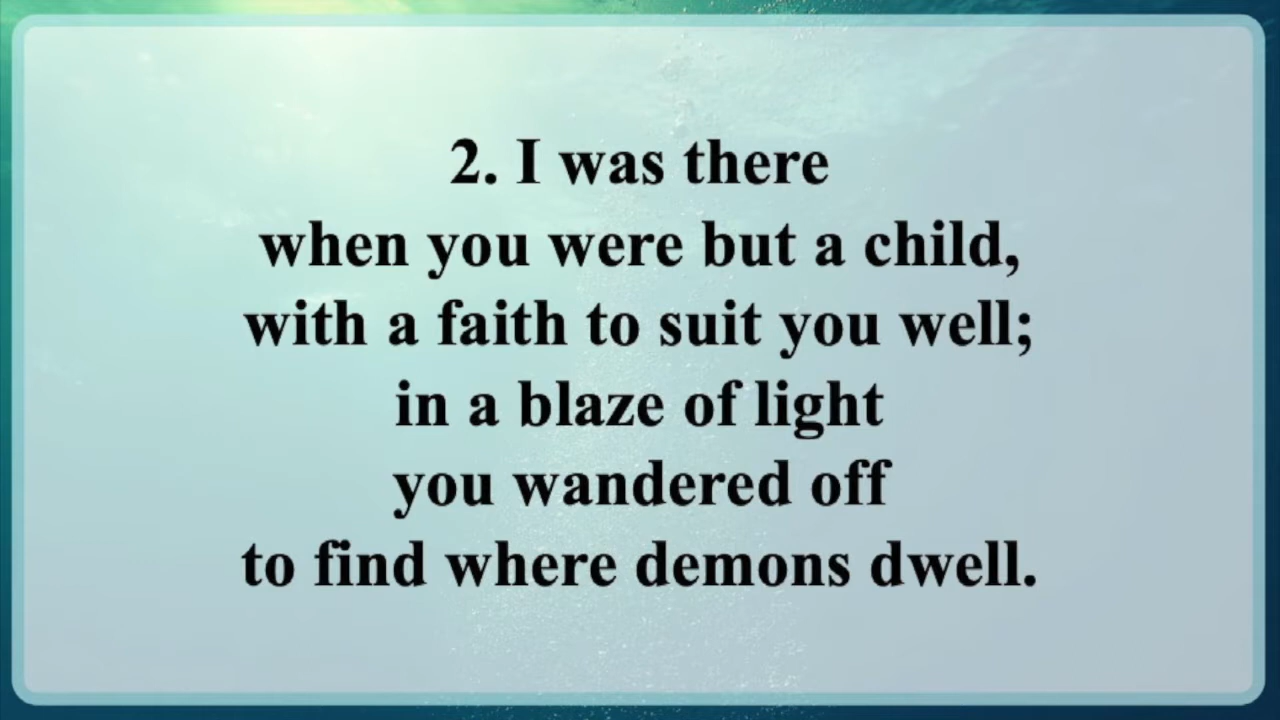 2. I was there
when you were but a child,
with a faith to suit you well;
in a blaze of light
you wandered off
to find where demons dwell.